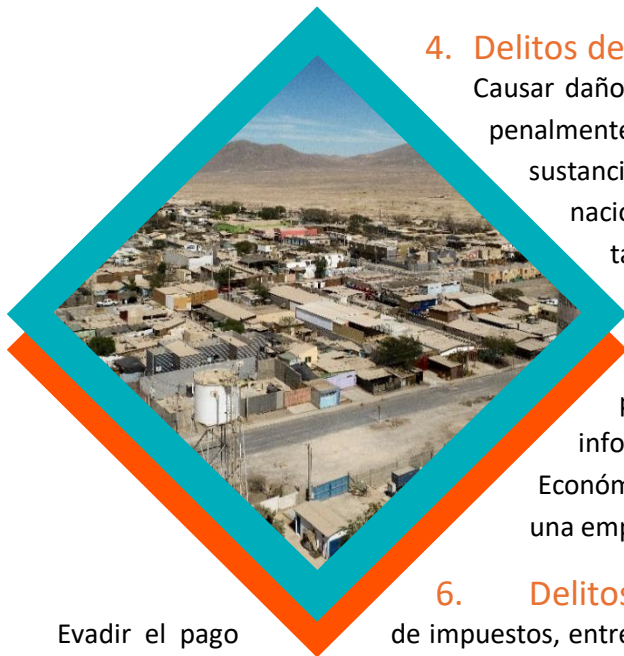 4. Delitos de
Causar daño
penalmente
sustanci
nacio
ta
p
info
Económ
una emp
6. Delitos
Evadir el pago de impuestos, entre